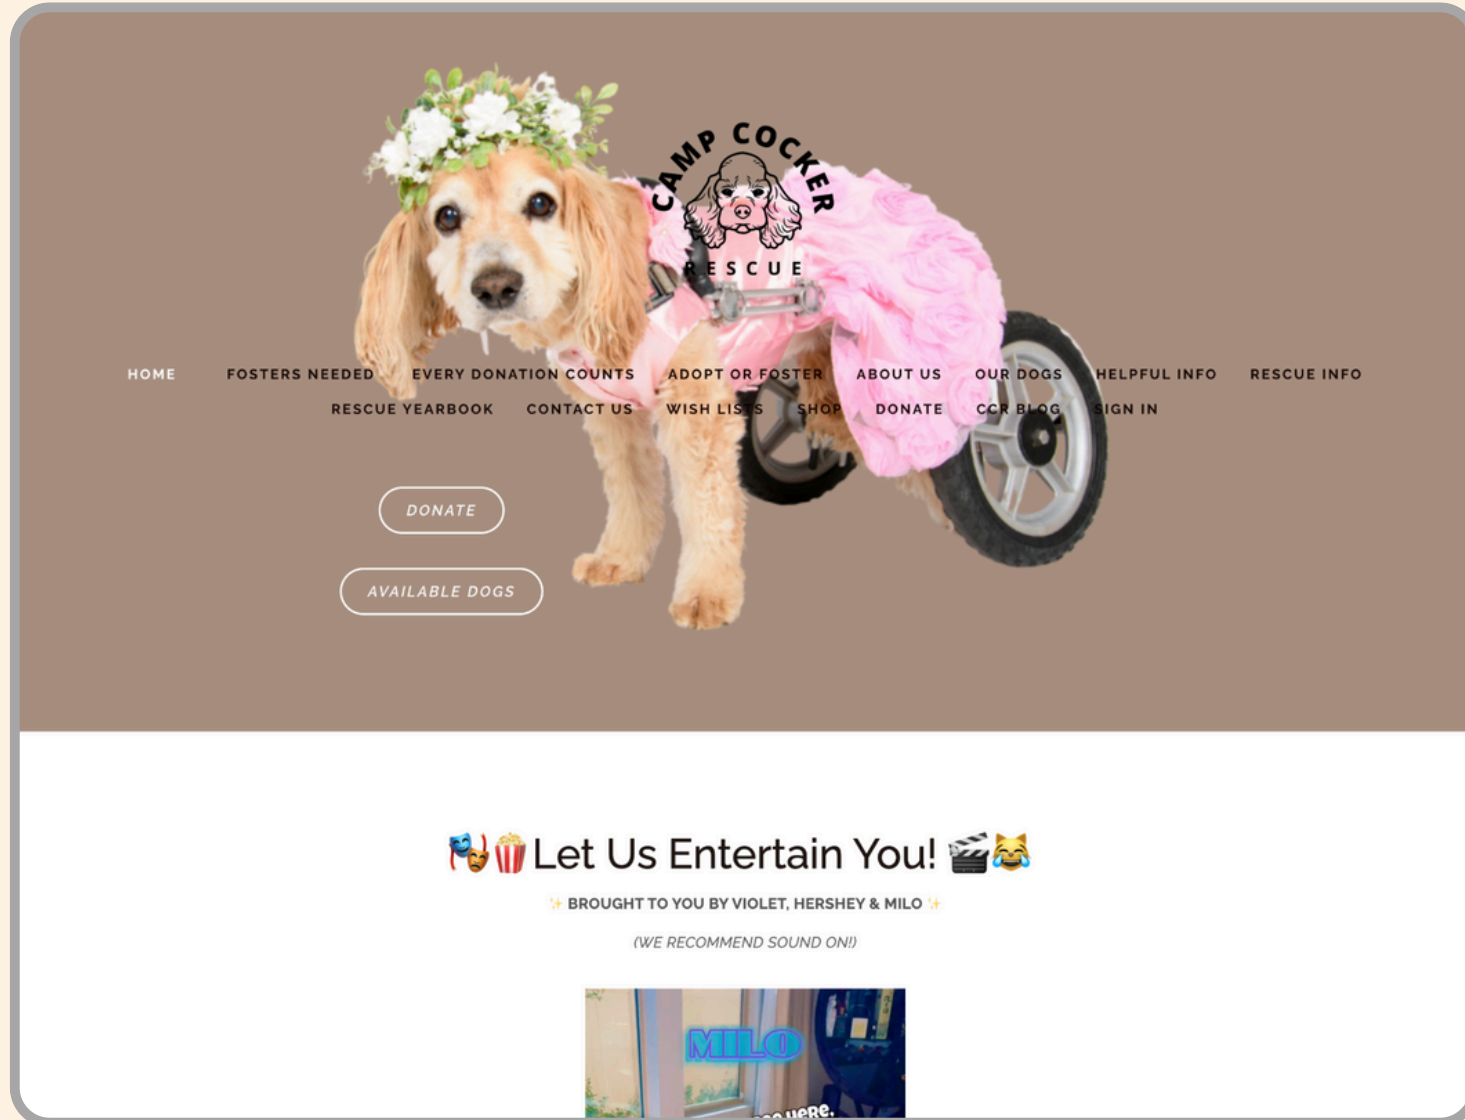 CAMP COCKER
RESCUE
HOME FOSTERS NEEDED EVERY DONATION COUNTS ADOPT OR FOSTER ABOUT US OUR DOGS HELPFUL INFO RESCUE INFO
RESCUE YEARBOOK CONTACT US WISH LISTS SHOP DONATE CCR BLOG SIGN IN
DONATE
AVAILABLE DOGS
🎭🍿Let Us Entertain You! 🎬😹
✨ BROUGHT TO YOU BY VIOLET, HERSHEY & MILO ✨
(WE RECOMMEND SOUND ON!)
MILO
HERE,